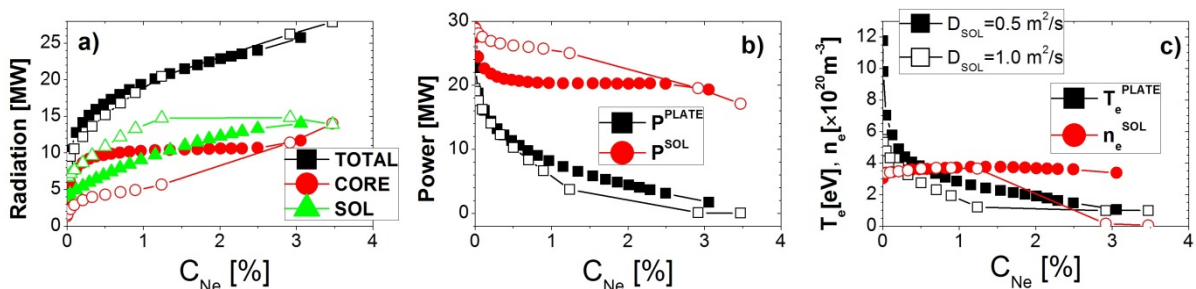 a)
Radiation [MW]
25
20
15
10
5
0
TOTAL
CORE
SOL
0 1 2 3 4
C_Ne [%]
b)
Power [MW]
50
40
30
20
10
0
P^PLATE
P^SOL
0 1 2 3 4
C_Ne [%]
c)
T_e [eV], n_e [×10^20 m^-3]
12
10
8
6
4
2
0
D_SOL=0.5 m^2/s
D_SOL=1.0 m^2/s
T_e^PLATE
n_e^SOL
0 1 2 3 4
C_Ne [%]